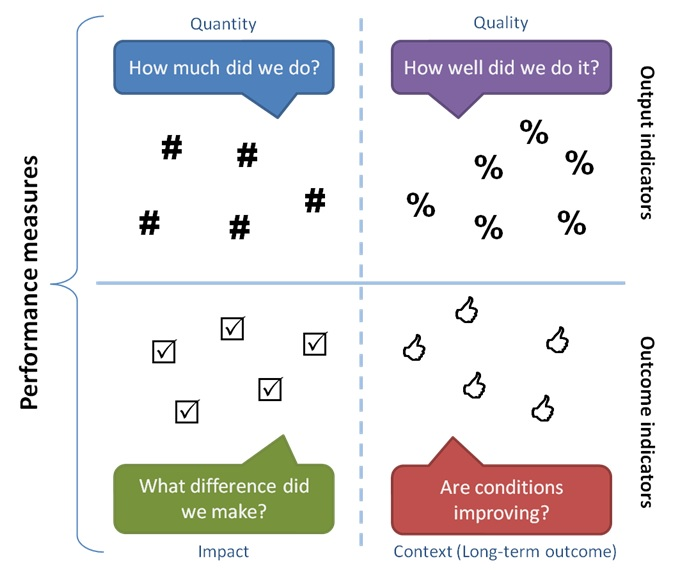 Quantity
Quality
How much did we do?
How well did we do it?
Output indicators
# # # # #
% % % % % %
Performance measures
Outcome indicators
What difference did
we make?
Are conditions
improving?
Impact
Context (Long-term outcome)